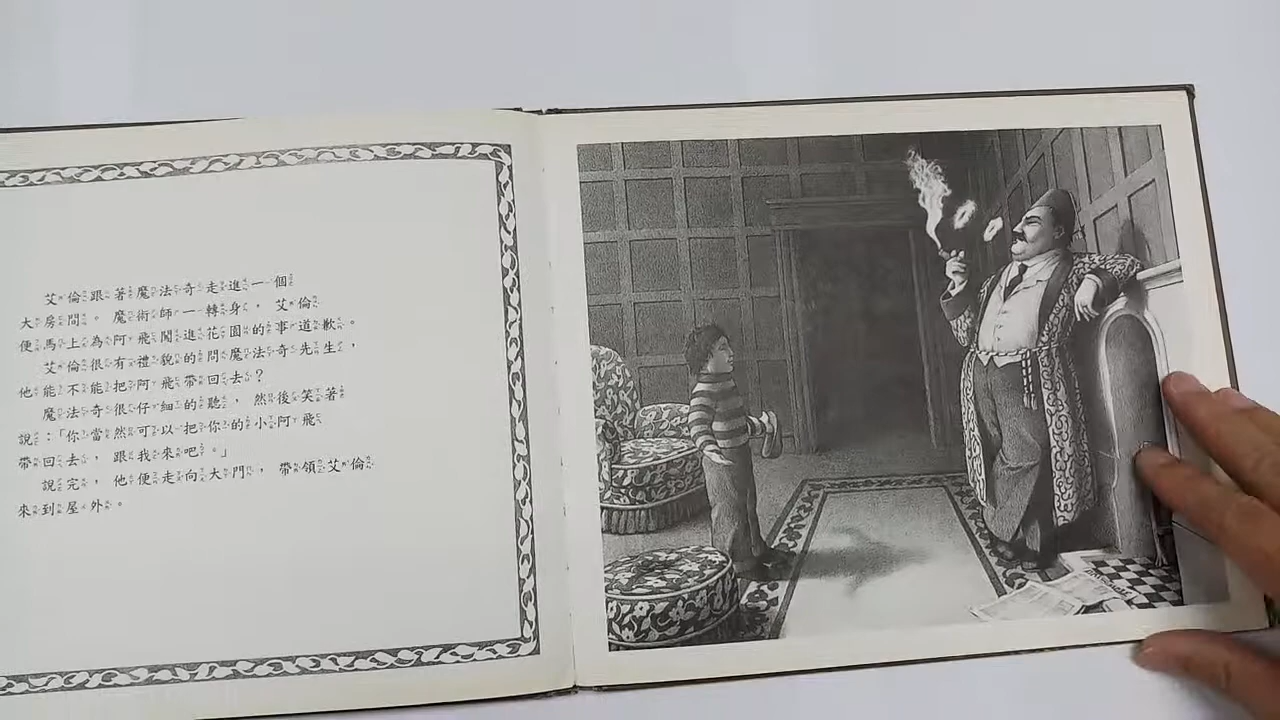 艾倫跟著魔法奇走進一個
大房間。魔術師一轉身，艾倫
便馬上為阿飛闖進花園的事道歉。
艾倫很有禮貌的問魔法奇先生，
他能不能把阿飛帶回去？
魔法奇很仔細的聽，然後笑著
說：「你當然可以把你的小阿飛
帶回去，跟我來吧。」
說完，他便走向大門，帶領艾倫
來到屋外。